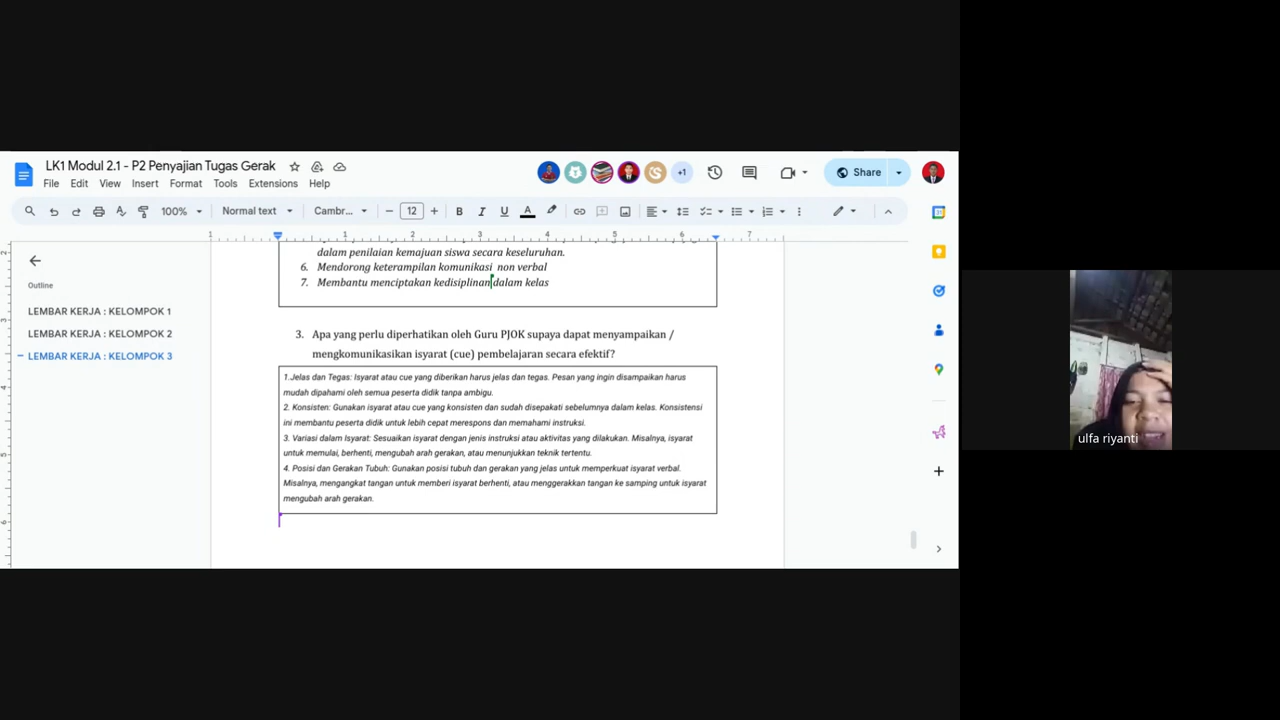 LK1 Modul 2.1 - P2 Penyajian Tugas Gerak
File Edit View Insert Format Tools Extensions Help
+1
Share
100% Normal text Cambr... 12 B I U A
1 1 2 3 4 5 6 7
Outline
LEMBAR KERJA : KELOMPOK 1
LEMBAR KERJA : KELOMPOK 2
LEMBAR KERJA : KELOMPOK 3
dalam penilaian kemajuan siswa secara keseluruhan.
6. Mendorong keterampilan komunikasi non verbal
7. Membantu menciptakan kedisiplinan dalam kelas
3. Apa yang perlu diperhatikan oleh Guru PJOK supaya dapat menyampaikan /
mengkomunikasikan isyarat (cue) pembelajaran secara efektif?
1.Jelas dan Tegas: Isyarat atau cue yang diberikan harus jelas dan tegas. Pesan yang ingin disampaikan harus
mudah dipahami oleh semua peserta didik tanpa ambigu.
2. Konsisten: Gunakan isyarat atau cue yang konsisten dan sudah disepakati sebelumnya dalam kelas. Konsistensi
ini membantu peserta didik untuk lebih cepat merespons dan memahami instruksi.
3. Variasi dalam Isyarat: Sesuaikan isyarat dengan jenis instruksi atau aktivitas yang dilakukan. Misalnya, isyarat
untuk memulai, berhenti, mengubah arah gerakan, atau menunjukkan teknik tertentu.
4. Posisi dan Gerakan Tubuh: Gunakan posisi tubuh dan gerakan yang jelas untuk memperkuat isyarat verbal.
Misalnya, mengangkat tangan untuk memberi isyarat berhenti, atau menggerakkan tangan ke samping untuk isyarat
mengubah arah gerakan.
ulfa riyanti